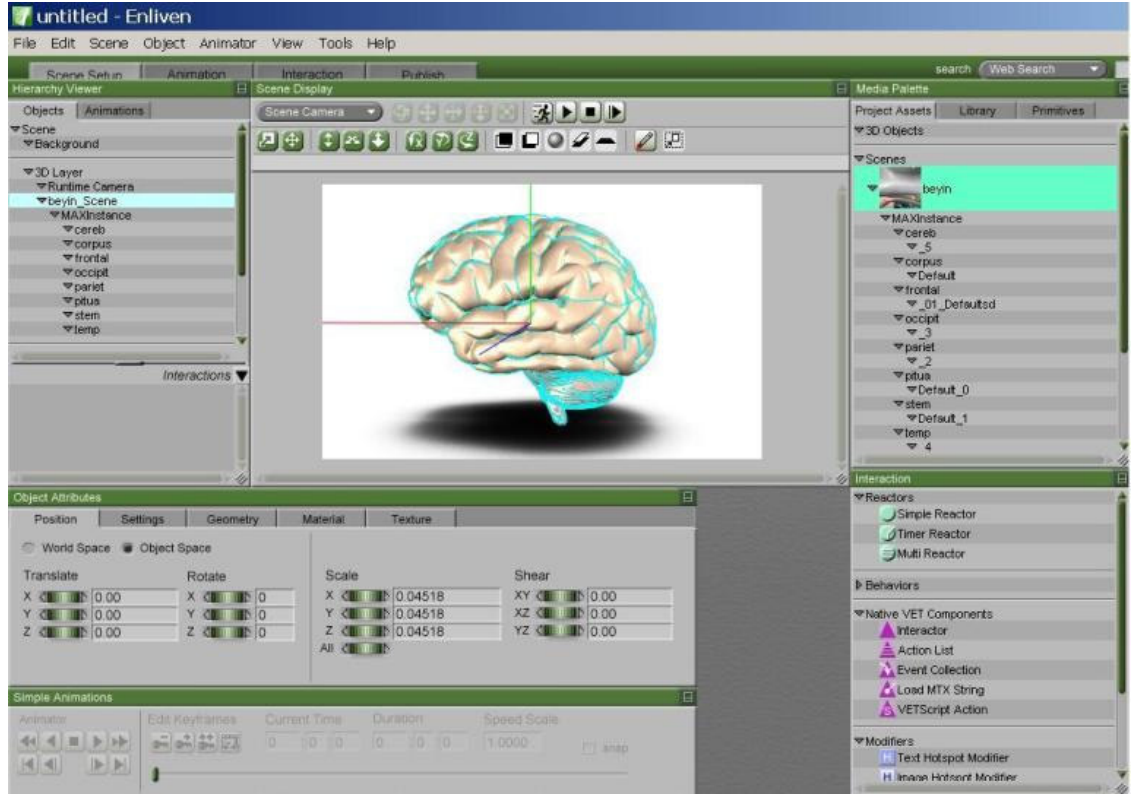 untitled - Enliven
File Edit Scene Object Animator View Tools Help
Scene Setup Animation Interaction Publish
search Web Search
Hierarchy Viewer
Objects Animations
Scene
Background
3D Layer
Runtime Camera
beyin_Scene
MAXInstance
cereb
corpus
frontal
occipit
pariet
pitua
stem
temp
Interactions
Scene Display
Scene Camera
Media Palette
Project Assets Library Primitives
3D Objects
Scenes
beyin
MAXInstance
cereb
_5
corpus
Default
frontal
_01_Defaultsd
occipit
_3
pariet
_2
pitua
Default_0
stem
Default_1
temp
_4
Object Attributes
Position Settings Geometry Material Texture
World Space Object Space
Translate Rotate Scale Shear
X 0.00 X 0 X 0.04518 XY 0.00
Y 0.00 Y 0 Y 0.04518 XZ 0.00
Z 0.00 Z 0 Z 0.04518 YZ 0.00
All
Simple Animations
Animator Edit Keyframes Current Time Duration Speed Scale
0 :0 :0 0 :0 :0 1.0000 snap
Interaction
Reactors
Simple Reactor
Timer Reactor
Multi Reactor
Behaviors
Native VET Components
Interactor
Action List
Event Collection
Load MTX String
VETScript Action
Modifiers
Text Hotspot Modifier
Image Hotspot Modifier